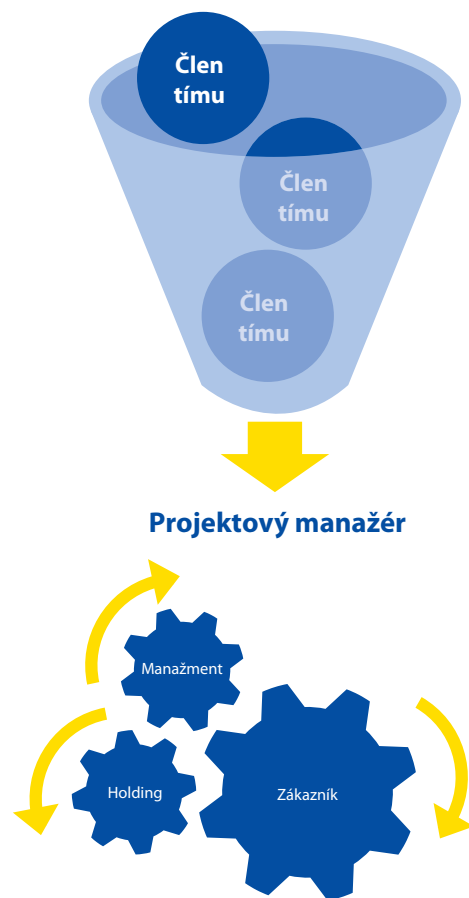 Člen
tímu
Člen
tímu
Člen
tímu
Projektový manažér
Manažment
Holding
Zákazník